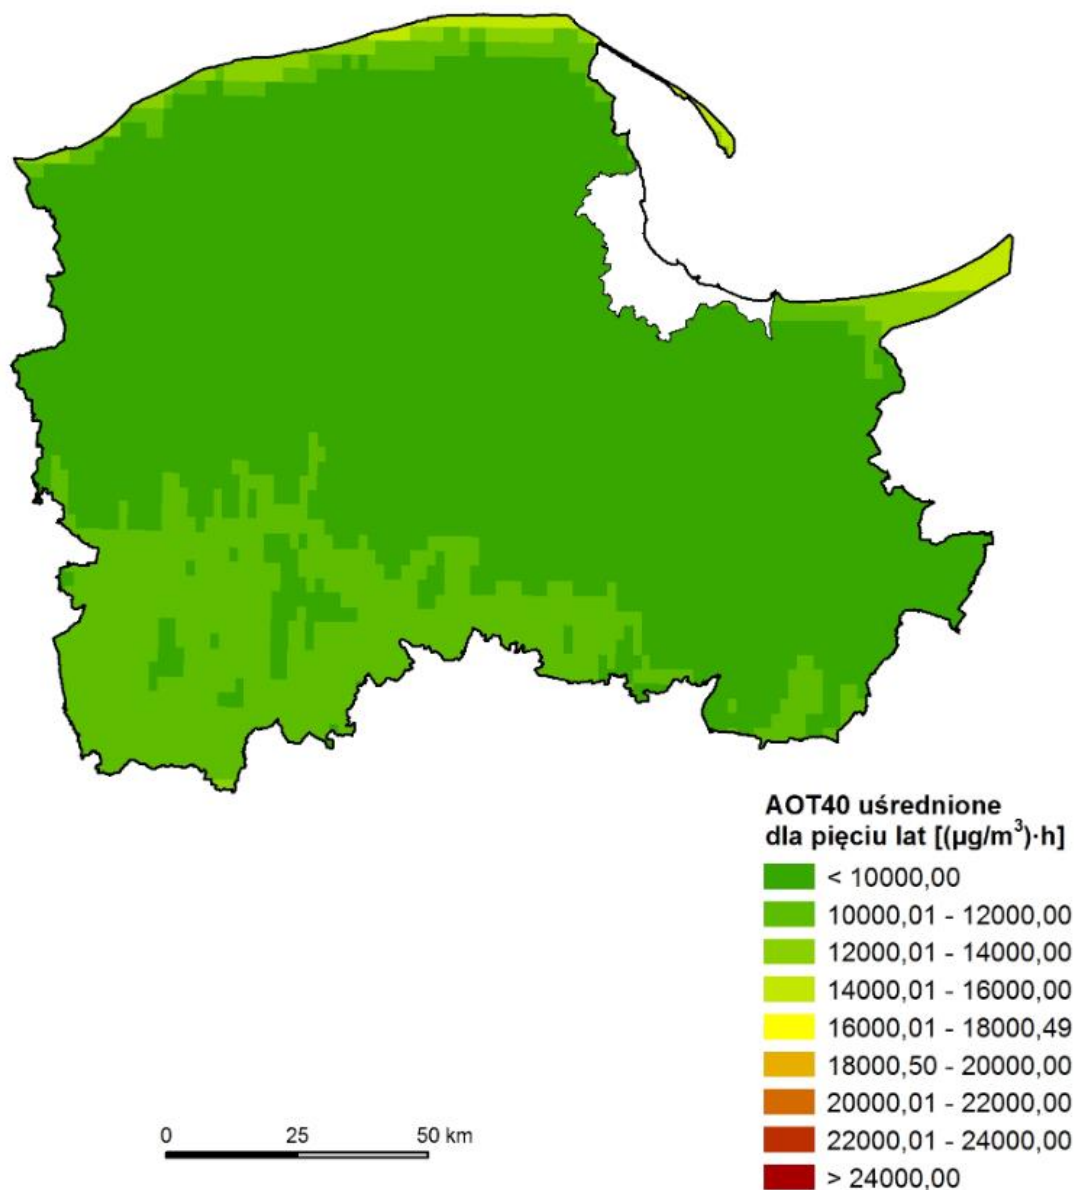 AOT40 uśrednione
dla pięciu lat [(µg/m³)·h]
< 10000,00
10000,01 - 12000,00
12000,01 - 14000,00
14000,01 - 16000,00
16000,01 - 18000,49
18000,50 - 20000,00
20000,01 - 22000,00
22000,01 - 24000,00
> 24000,00
0 25 50 km